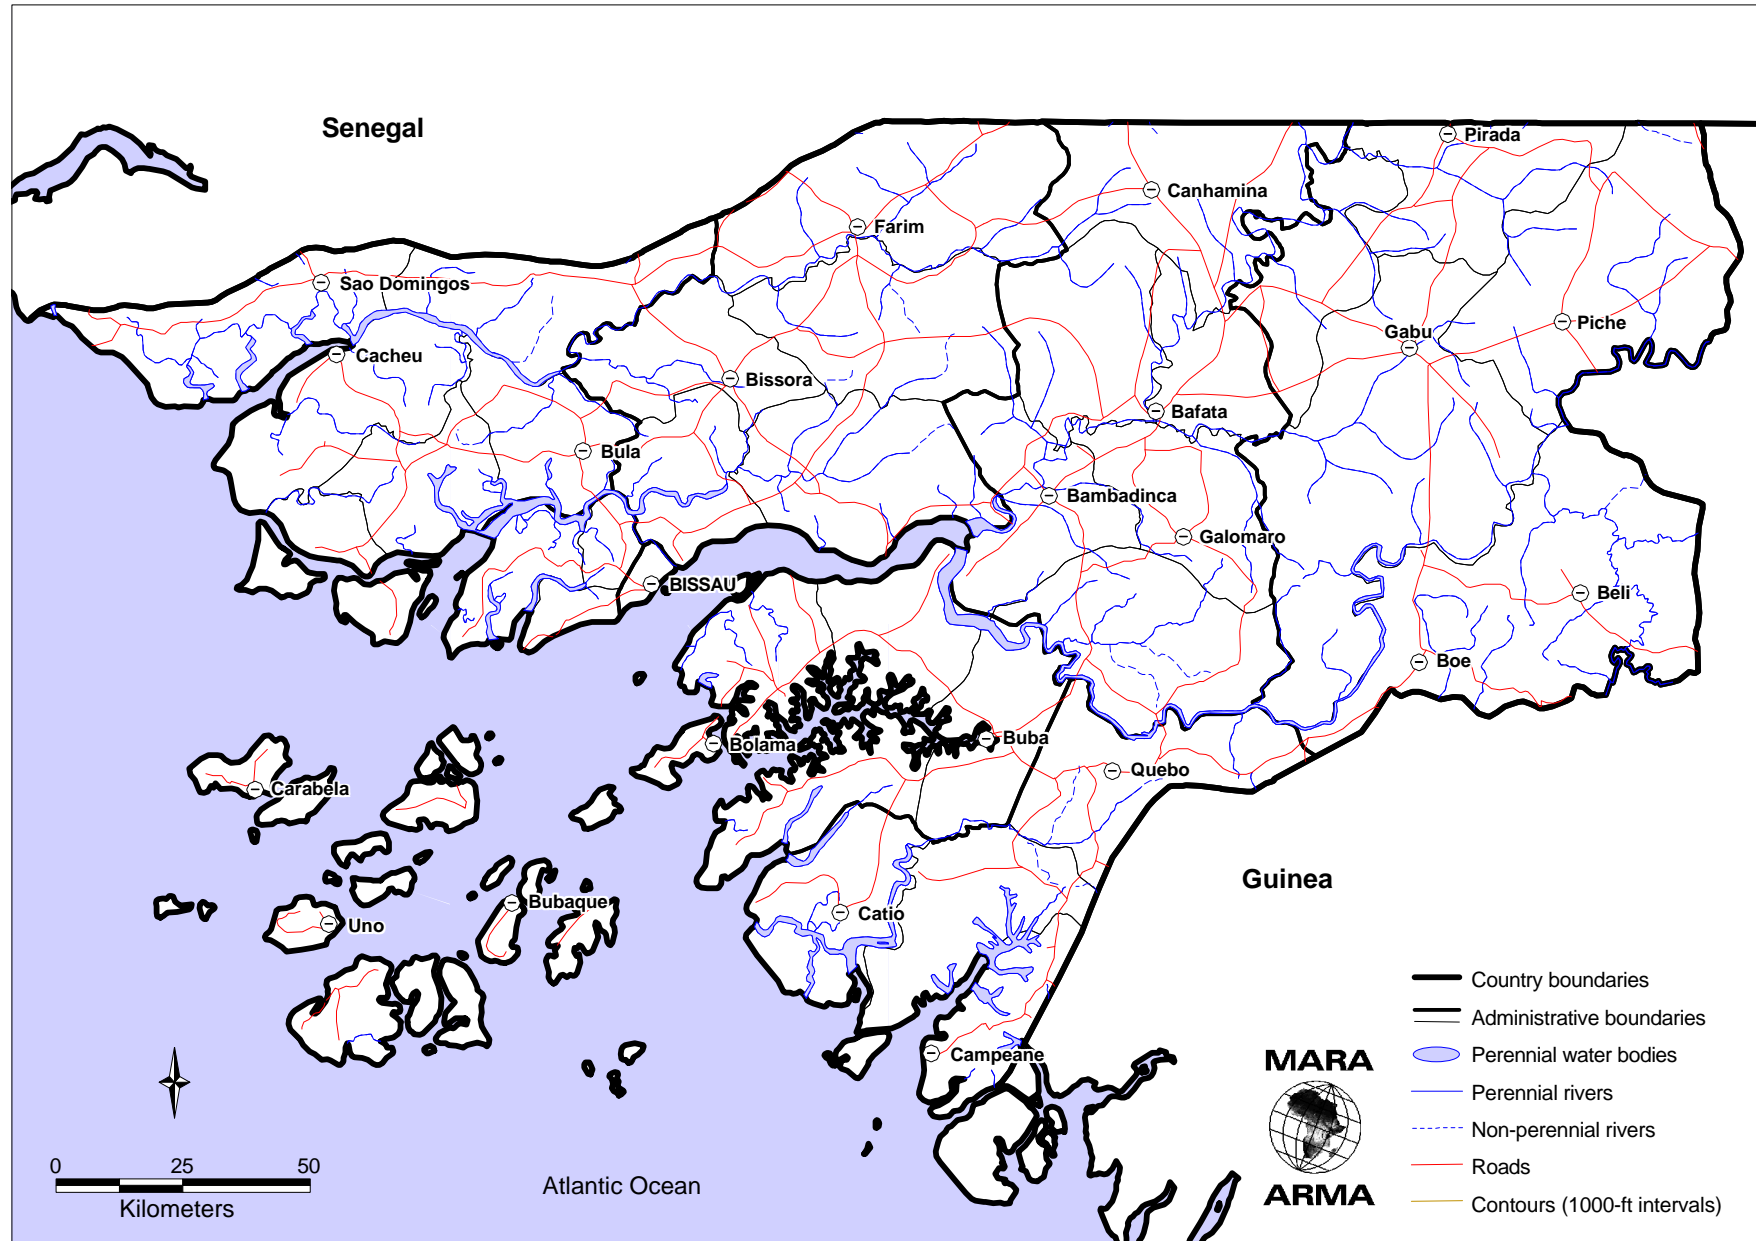 Senegal
Pirada
Canhamina
Farim
Sao Domingos
Piche
Gabu
Cacheu
Bissora
Bafata
Bula
Bambadinca
Galomaro
BISSAU
Beli
Boe
Buba
Bolama
Quebo
Carabela
Guinea
Bubaque
Catio
Uno
Country boundaries
Administrative boundaries
Campeane
MARA
Perennial water bodies
Perennial rivers
Non-perennial rivers
0 25 50
Roads
Atlantic Ocean
ARMA
Kilometers
Contours (1000-ft intervals)